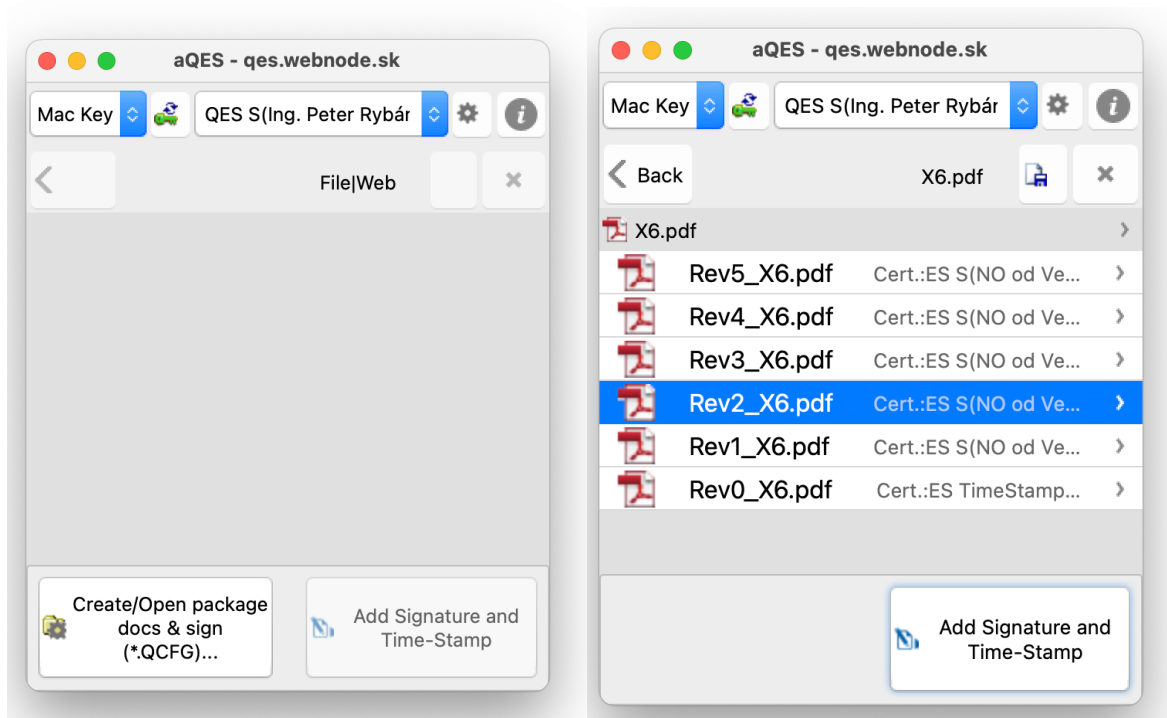 aQES - qes.webnode.sk
Mac Key
QES S(Ing. Peter Rybár
File|Web
Create/Open package
docs & sign
(*.QCFG)...
Add Signature and
Time-Stamp
aQES - qes.webnode.sk
Mac Key
QES S(Ing. Peter Rybár
Back
X6.pdf
X6.pdf
Rev5_X6.pdf Cert.:ES S(NO od Ve...
Rev4_X6.pdf Cert.:ES S(NO od Ve...
Rev3_X6.pdf Cert.:ES S(NO od Ve...
Rev2_X6.pdf Cert.:ES S(NO od Ve...
Rev1_X6.pdf Cert.:ES S(NO od Ve...
Rev0_X6.pdf Cert.:ES TimeStamp...
Add Signature and
Time-Stamp